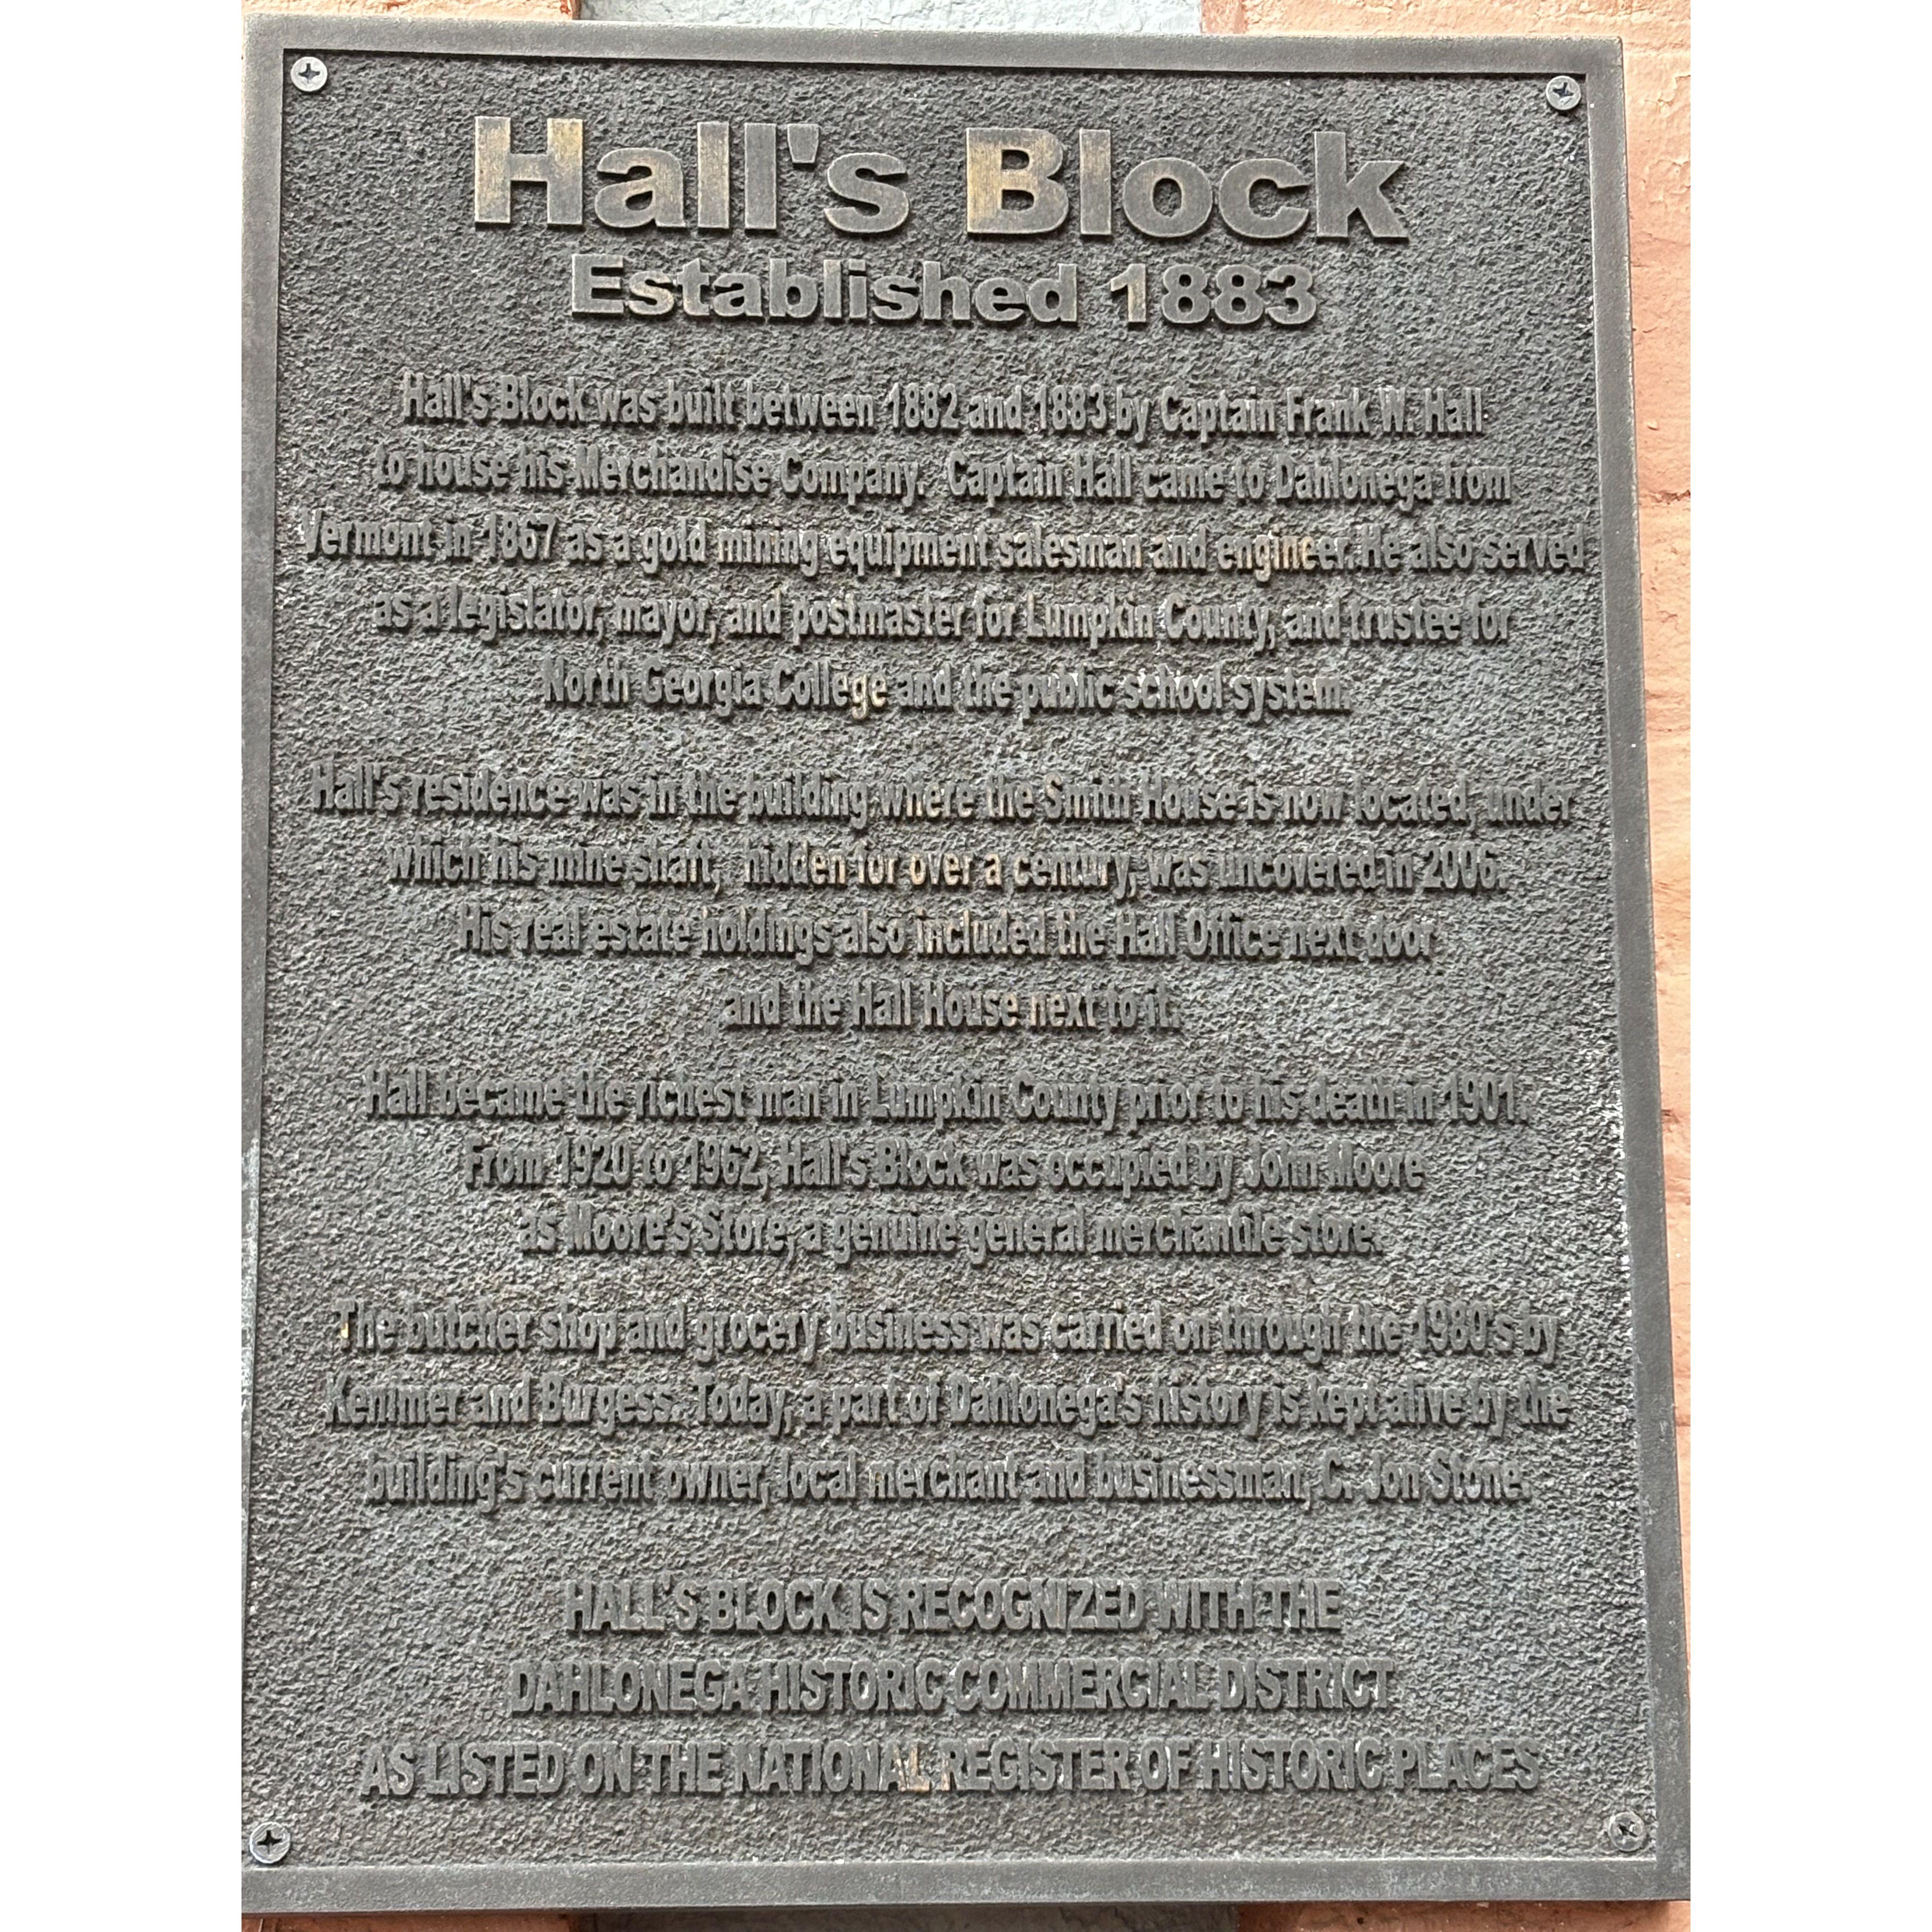 Hall's Block
Established 1883
Hall's Block was built between 1882 and 1883 by Captain Frank W. Hall
to house his Merchandise Company. Captain Hall came to Dahlonega from
Vermont in 1867 as a gold mining equipment salesman and engineer. He also served
as a legislator, mayor, and postmaster for Lumpkin County, and trustee for
North Georgia College and the public school system.
Hall's residence was in the building where the Smith House is now located, under
which his mine shaft, hidden for over a century, was uncovered in 2006.
His real estate holdings also included the Hall Office next door
and the Hall House next to it.
Hall became the richest man in Lumpkin County prior to his death in 1901.
From 1920 to 1962, Hall's Block was occupied by John Moore
as Moore's Store, a genuine general merchantile store.
The butcher shop and grocery business was carried on through the 1980's by
Kemmer and Burgess. Today, a part of Dahlonega's history is kept alive by the
building's current owner, local merchant and businessman, C. Jon Stone.
HALL'S BLOCK IS RECOGNIZED WITH THE
DAHLONEGA HISTORIC COMMERCIAL DISTRICT
AS LISTED ON THE NATIONAL REGISTER OF HISTORIC PLACES